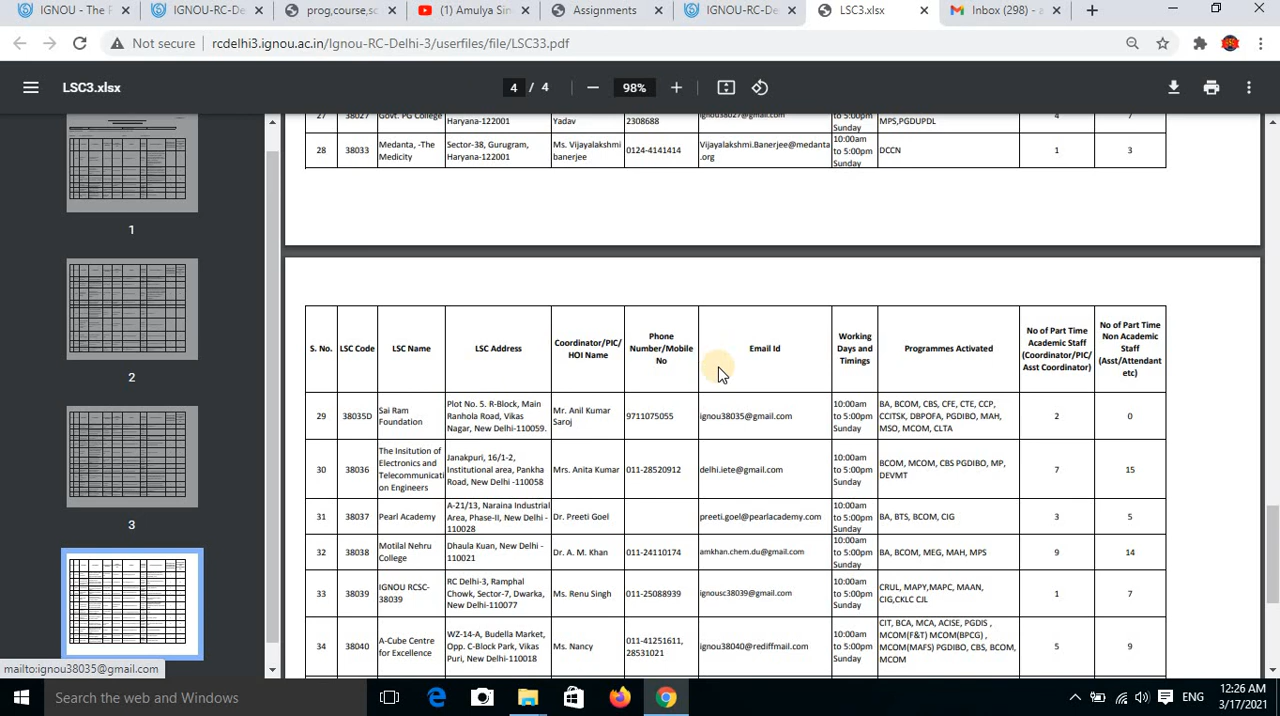 IGNOU - The P
IGNOU-RC-De
prog,course,sc
(1) Amulya Sin
Assignments
IGNOU-RC-De
LSC3.xlsx
Inbox (298) - a
Not secure
rcdelhi3.ignou.ac.in/Ignou-RC-Delhi-3/userfiles/file/LSC33.pdf
LSC3.xlsx
4 / 4
98%
1
2
3
27 38027 Govt. PG College Haryana-122001 Yadav 2308688 ignou38027@gmail.com to 5:00pm Sunday MPS,PGDUPDL 4 7
28 38033 Medanta, -The Medicity Sector-38, Gurugram, Haryana-122001 Ms. Vijayalakshmi banerjee 0124-4141414 Vijayalakshmi.Banerjee@medanta.org 10:00am to 5:00pm Sunday DCCN 1 3
S. No. LSC Code LSC Name LSC Address Coordinator/PIC/ HOI Name Phone Number/Mobile No Email Id Working Days and Timings Programmes Activated No of Part Time Academic Staff (Coordinator/PIC/ Asst Coordinator) No of Part Time Non Academic Staff (Asst/Attendant etc)
29 38035D Sai Ram Foundation Plot No. 5. R-Block, Main Ranhola Road, Vikas Nagar, New Delhi-110059. Mr. Anil Kumar Saroj 9711075055 ignou38035@gmail.com 10:00am to 5:00pm Sunday BA, BCOM, CBS, CFE, CTE, CCP, CCITSK, DBPOFA, PGDIBO, MAH, MSO, MCOM, CLTA 2 0
30 38036 The Insitution of Electronics and Telecommunicati on Engineers Janakpuri, 16/1-2, Institutional area, Pankha Road, New Delhi -110058 Mrs. Anita Kumar 011-28520912 delhi.iete@gmail.com 10:00am to 5:00pm Sunday BCOM, MCOM, CBS PGDIBO, MP, DEVMT 7 15
31 38037 Pearl Academy A-21/13, Naraina Industrial Area, Phase-II, New Delhi - 110028 Dr. Preeti Goel preeti.goel@pearlacademy.com 10:00am to 5:00pm Sunday BA, BTS, BCOM, CIG 3 5
32 38038 Motilal Nehru College Dhaula Kuan, New Delhi - 110021 Dr. A. M. Khan 011-24110174 amkhan.chem.du@gmail.com 10:00am to 5:00pm Sunday BA, BCOM, MEG, MAH, MPS 9 14
33 38039 IGNOU RCSC- 38039 RC Delhi-3, Ramphal Chowk, Sector-7, Dwarka, New Delhi-110077 Ms. Renu Singh 011-25088939 ignousc38039@gmail.com 10:00am to 5:00pm Sunday CRUL, MAPY,MAPC, MAAN, CIG,CKLC CJL 1 7
34 38040 A-Cube Centre for Excellence WZ-14-A, Budella Market, Opp. C-Block Park, Vikas Puri, New Delhi-110018 Ms. Nancy 011-41251611, 28531021 ignou38040@rediffmail.com 10:00am to 5:00pm Sunday CIT, BCA, MCA, ACISE, PGDIS , MCOM(F&T) MCOM(BPCG) , MCOM(MAFS) PGDIBO, CBS, BCOM, MCOM 5 9
mailto:ignou38035@gmail.com
Search the web and Windows
ENG
12:26 AM
3/17/2021